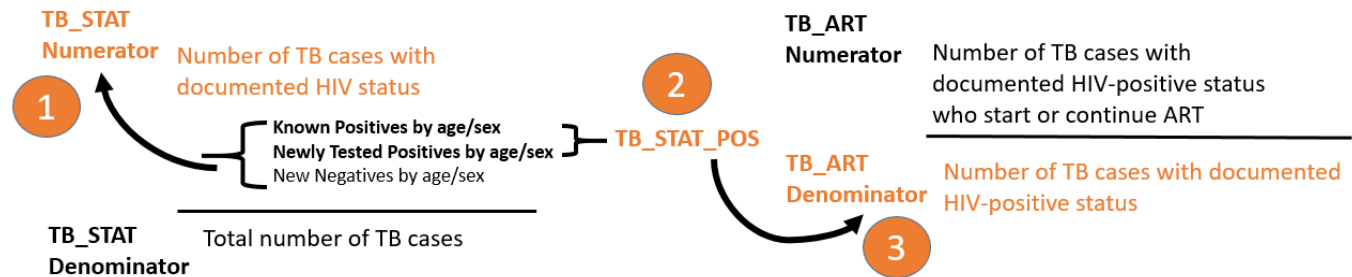 TB_STAT
Numerator
1
Number of TB cases with
documented HIV status
Known Positives by age/sex
Newly Tested Positives by age/sex
New Negatives by age/sex
TB_STAT
Denominator
Total number of TB cases
2
TB_STAT_POS
TB_ART
Numerator
Number of TB cases with
documented HIV-positive status
who start or continue ART
TB_ART
Denominator
3
Number of TB cases with documented
HIV-positive status